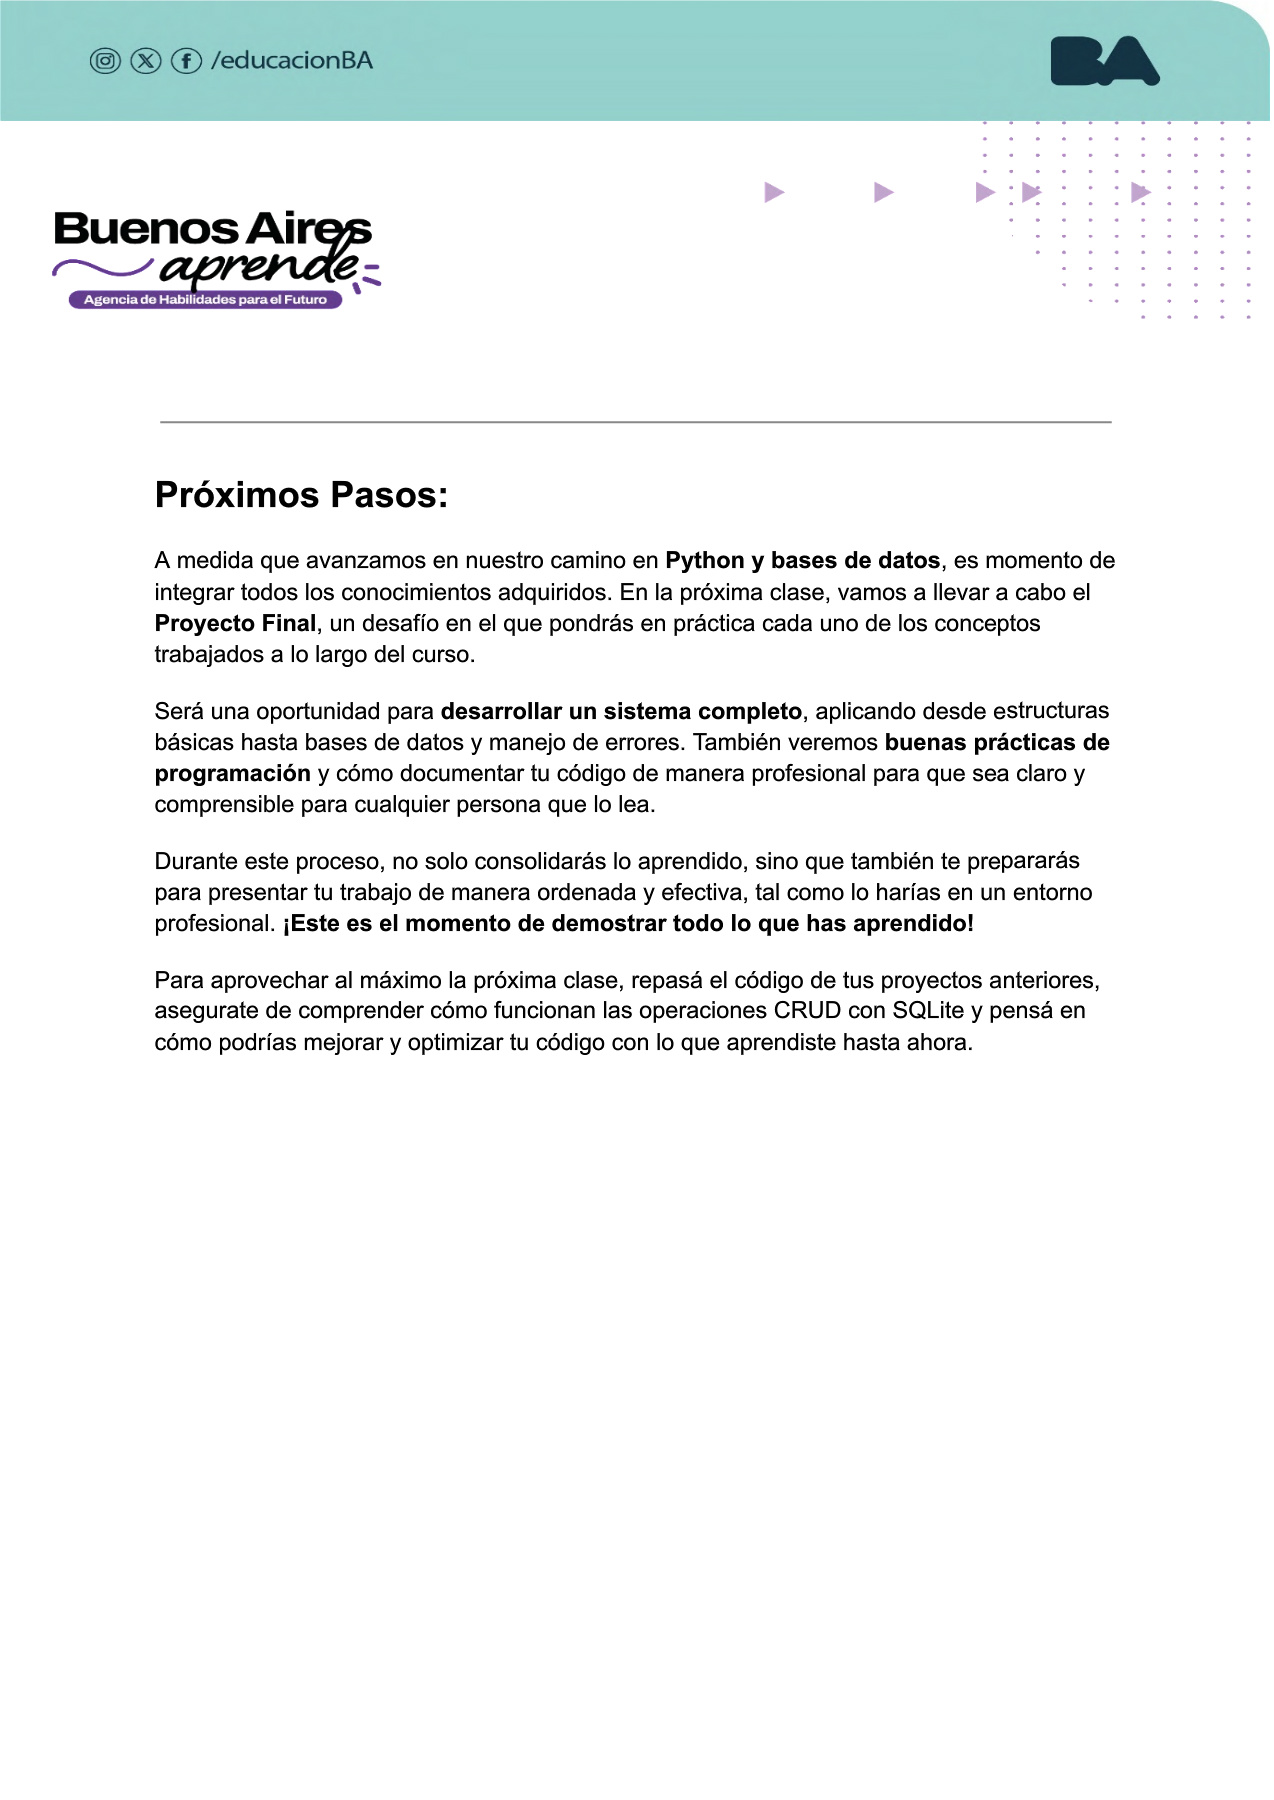 /educacionBA
BA
Buenos Aires
aprende
Agencia de Habilidades para el Futuro
Próximos Pasos:
A medida que avanzamos en nuestro camino en Python y bases de datos, es momento de
integrar todos los conocimientos adquiridos. En la próxima clase, vamos a llevar a cabo el
Proyecto Final, un desafío en el que pondrás en práctica cada uno de los conceptos
trabajados a lo largo del curso.
Será una oportunidad para desarrollar un sistema completo, aplicando desde estructuras
básicas hasta bases de datos y manejo de errores. También veremos buenas prácticas de
programación y cómo documentar tu código de manera profesional para que sea claro y
comprensible para cualquier persona que lo lea.
Durante este proceso, no solo consolidarás lo aprendido, sino que también te prepararás
para presentar tu trabajo de manera ordenada y efectiva, tal como lo harías en un entorno
profesional. ¡Este es el momento de demostrar todo lo que has aprendido!
Para aprovechar al máximo la próxima clase, repasá el código de tus proyectos anteriores,
asegurate de comprender cómo funcionan las operaciones CRUD con SQLite y pensá en
cómo podrías mejorar y optimizar tu código con lo que aprendiste hasta ahora.